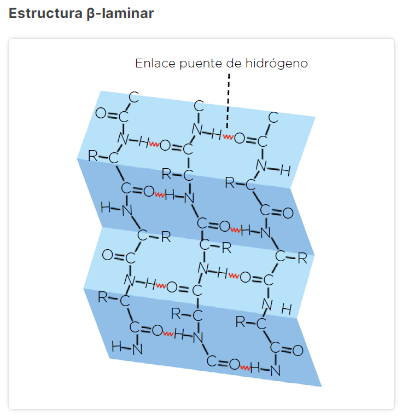 Estructura β-laminar
Enlace puente de hidrógeno
C C C
O=C N-H O=C
N-H O=C N-H
R-C R-C R-C
C=O H-N C=O
H-N C=O H-N
C-R C-R C-R
O=C N-H O=C
N-H O=C N H
R-C R-C R-C
C=O H-N C=O
H-N C=O H-N